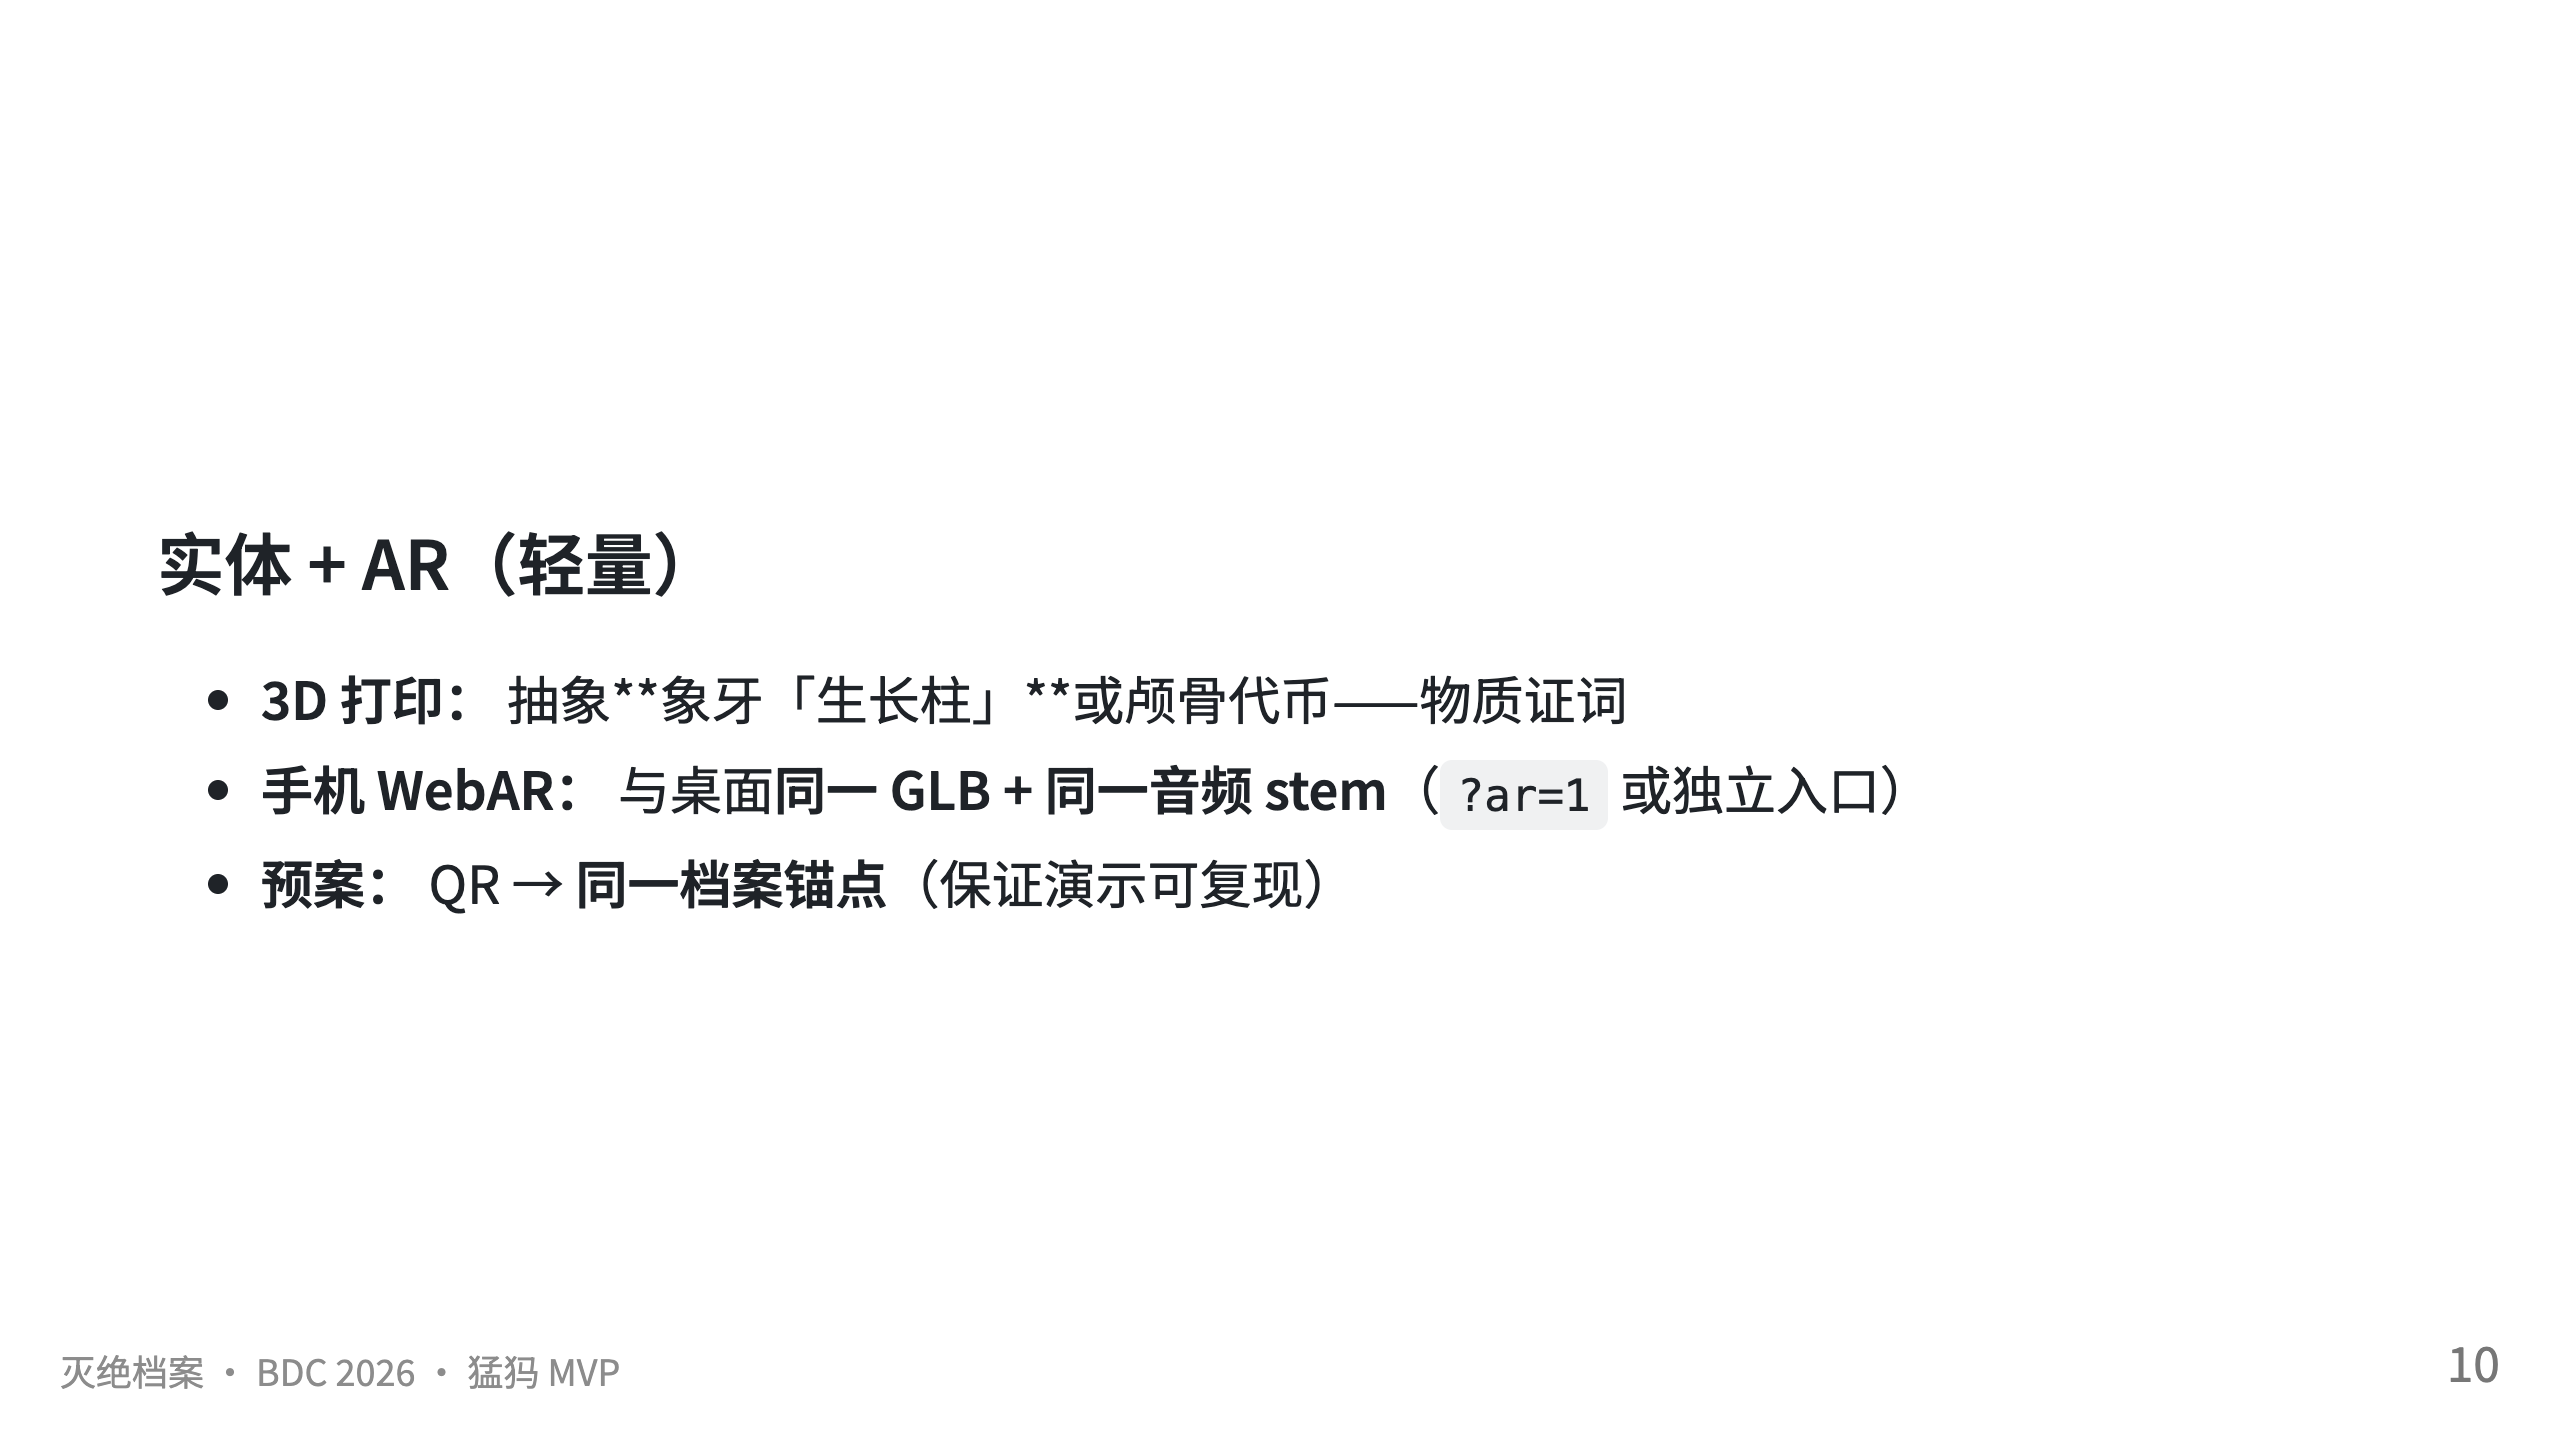 实体 + AR（轻量）
3D 打印： 抽象**象牙「生长柱」**或颅骨代币——物质证词
手机 WebAR： 与桌面同一 GLB + 同一音频 stem（ ?ar=1 或独立入口）
预案： QR → 同一档案锚点（保证演示可复现）
灭绝档案 · BDC 2026 · 猛犸 MVP
10